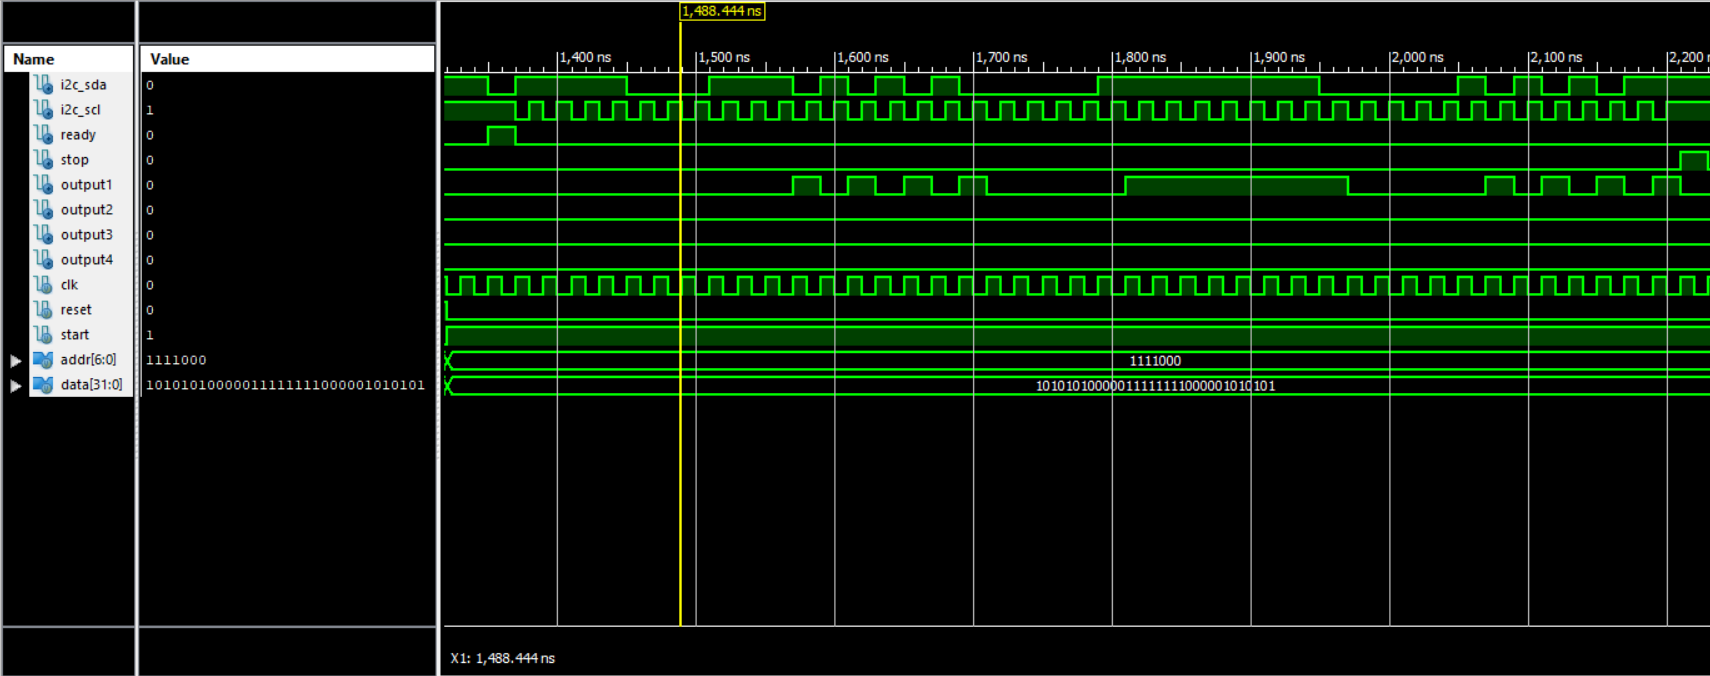 1,488.444 ns
Name
Value
1,400 ns
1,500 ns
1,600 ns
1,700 ns
1,800 ns
1,900 ns
2,000 ns
2,100 ns
2,200 n
i2c_sda
0
i2c_scl
1
ready
0
stop
0
output1
0
output2
0
output3
0
output4
0
clk
0
reset
0
start
1
addr[6:0]
1111000
1111000
data[31:0]
10101010000011111111000001010101
10101010000011111111000001010101
X1: 1,488.444 ns